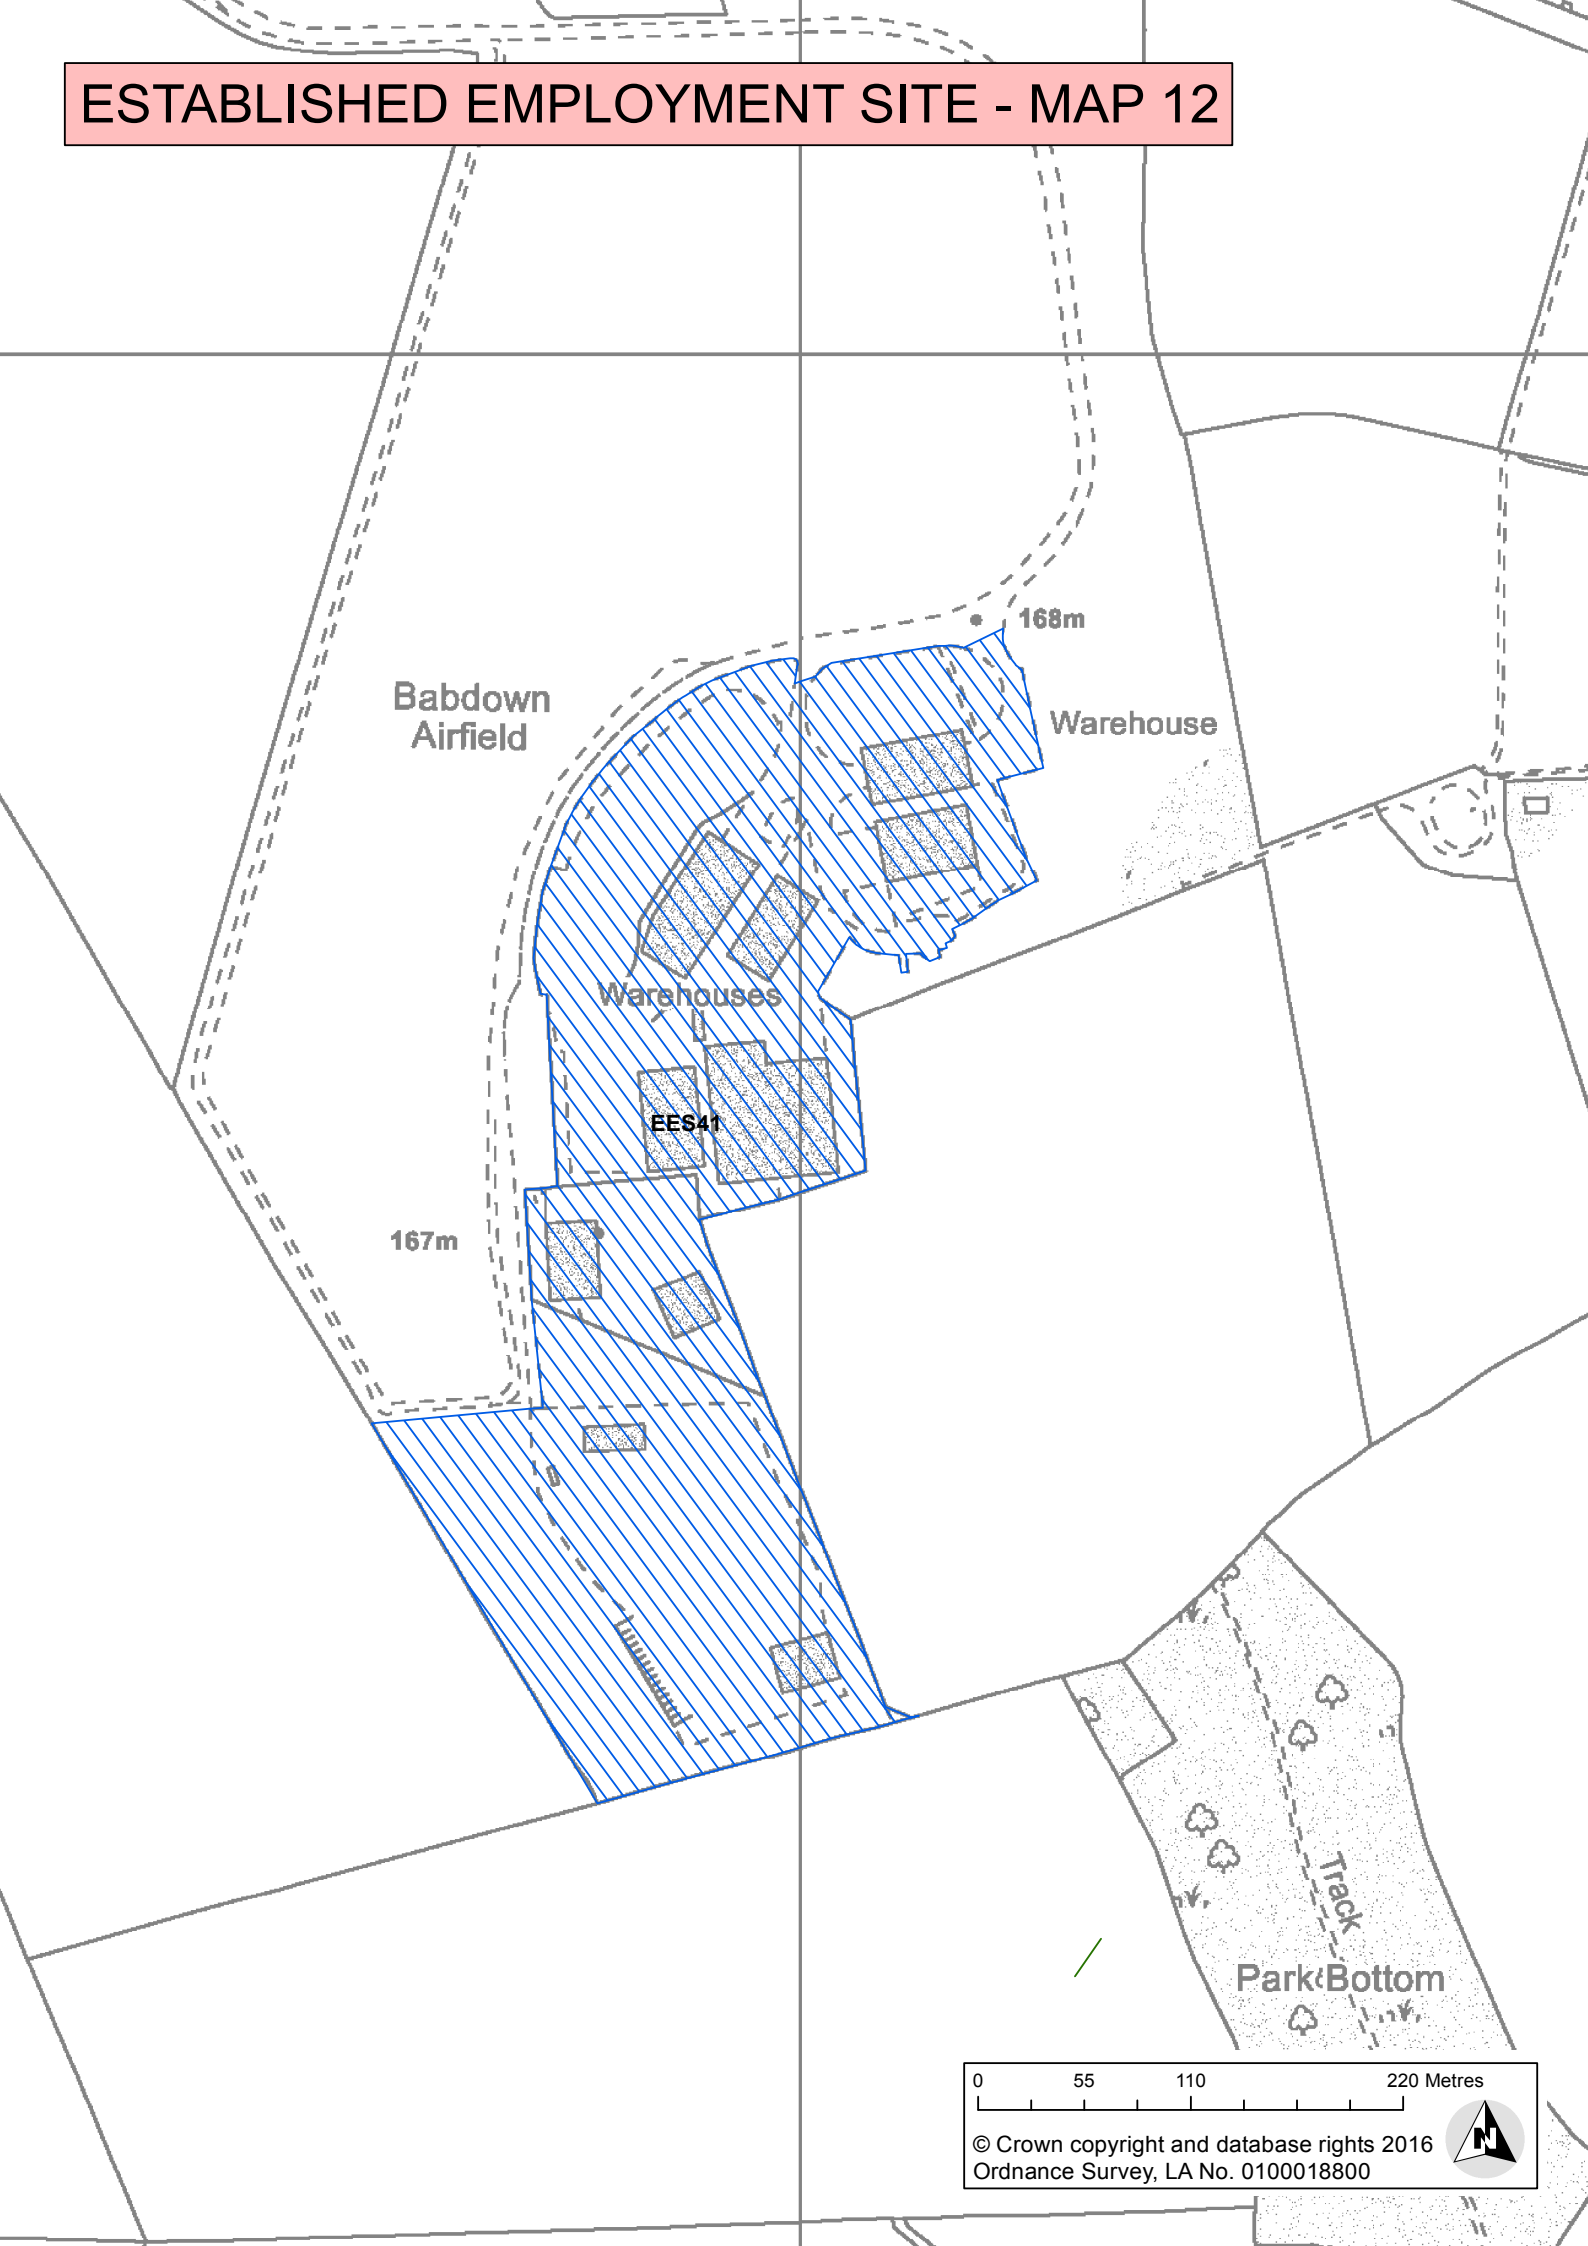 ESTABLISHED EMPLOYMENT SITE - MAP 12
168m
Babdown
Airfield
Warehouse
Warehouses
EES41
167m
Track
Park Bottom
0 55 110 220 Metres
© Crown copyright and database rights 2016
Ordnance Survey, LA No. 0100018800
N